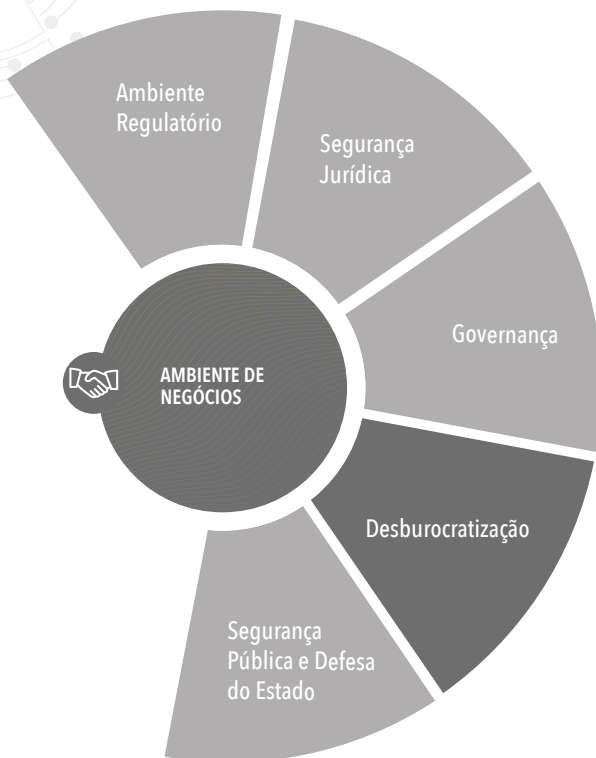 Ambiente
Regulatório
Segurança
Jurídica
Governança
AMBIENTE DE
NEGÓCIOS
Desburocratização
Segurança
Pública e Defesa
do Estado